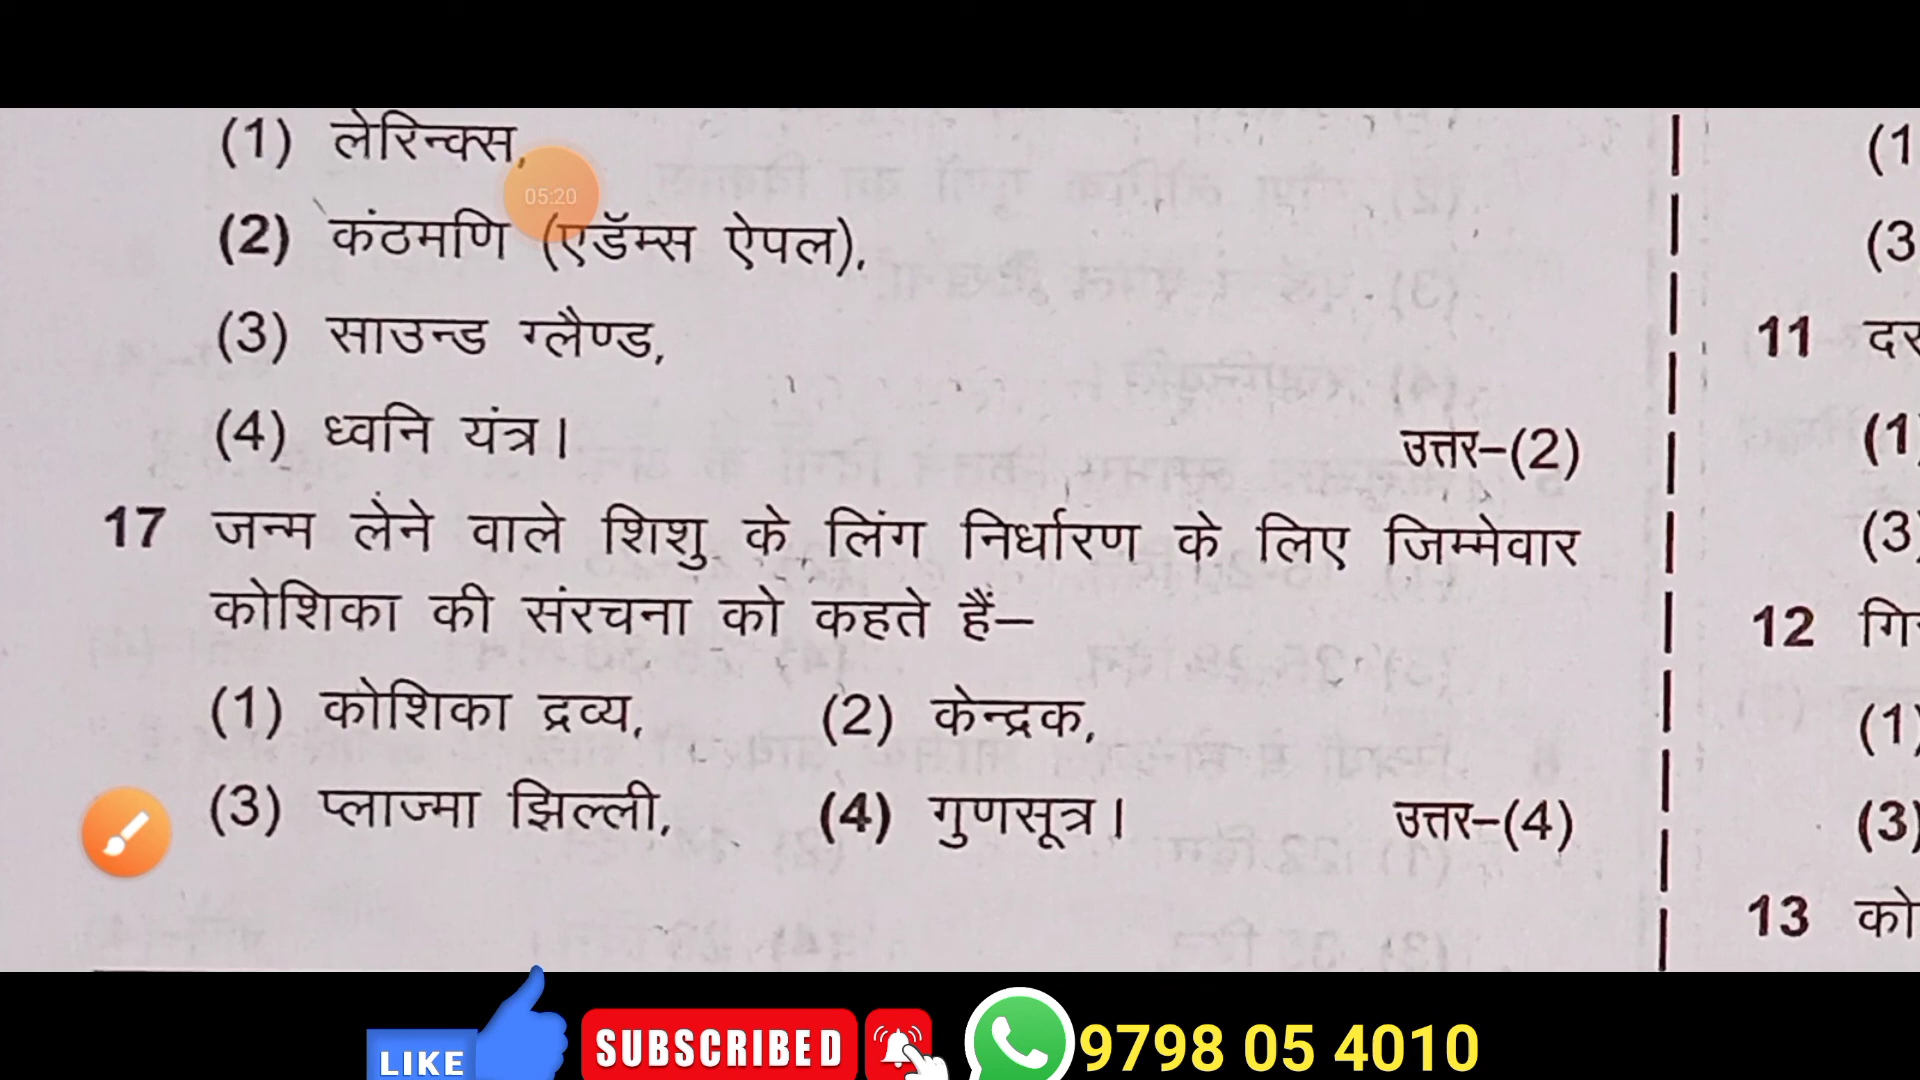 (1) लेरिन्क्स,
05:20
(2) कंठमणि (एडॅम्स ऐपल),
(3) साउन्ड ग्लैण्ड,
(4) ध्वनि यंत्र।
उत्तर–(2)
17 जन्म लेने वाले शिशु के लिंग निर्धारण के लिए जिम्मेवार
कोशिका की संरचना को कहते हैं–
(1) कोशिका द्रव्य, (2) केन्द्रक,
(3) प्लाज्मा झिल्ली, (4) गुणसूत्र। उत्तर–(4)
(1
(3
11
(1
(3)
12
(1)
(3)
13
LIKE
SUBSCRIBED
9798 05 4010